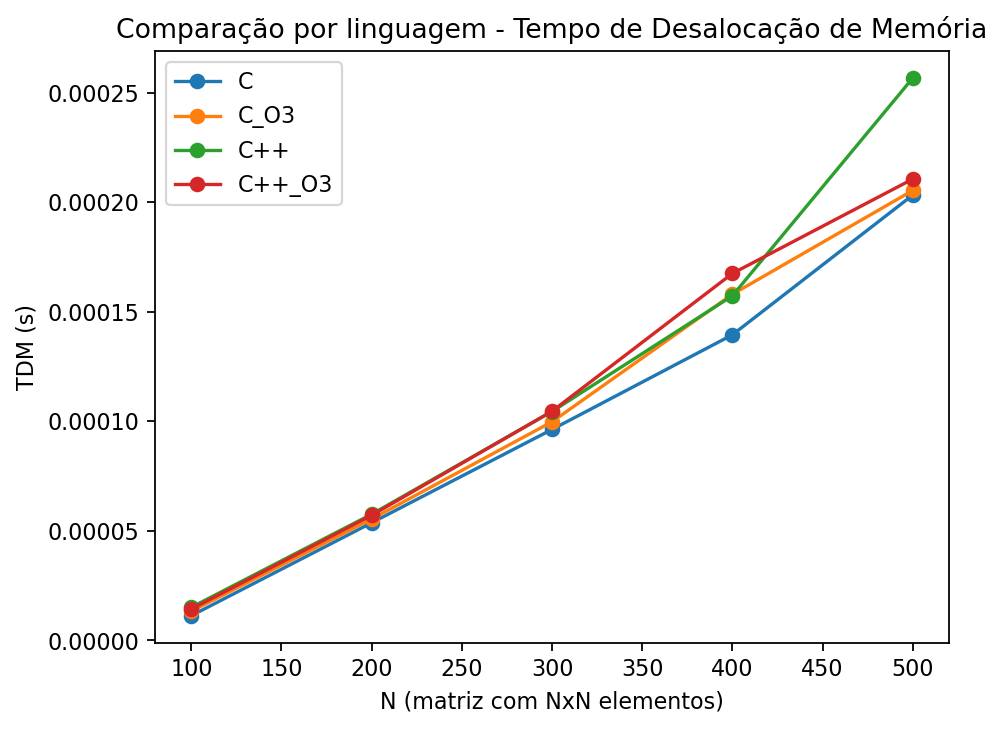 Comparação por linguagem - Tempo de Desalocação de Memória
C
C_O3
C++
C++_O3
TDM (s)
0.00025
0.00020
0.00015
0.00010
0.00005
0.00000
100 150 200 250 300 350 400 450 500
N (matriz com NxN elementos)